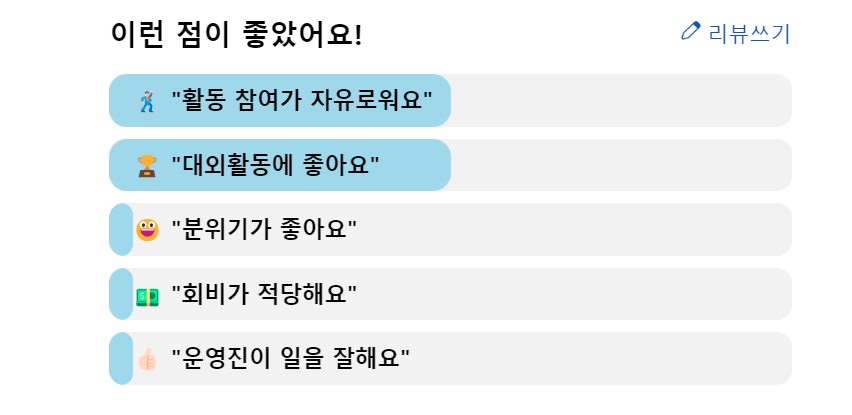 이런 점이 좋았어요!
리뷰쓰기
"활동 참여가 자유로워요"
"대외활동에 좋아요"
"분위기가 좋아요"
"회비가 적당해요"
"운영진이 일을 잘해요"